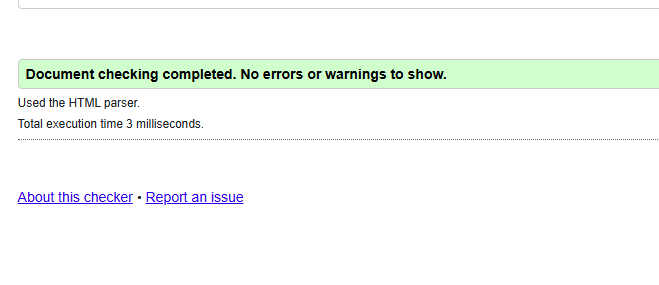 Document checking completed. No errors or warnings to show.
Used the HTML parser.
Total execution time 3 milliseconds.
About this checker • Report an issue